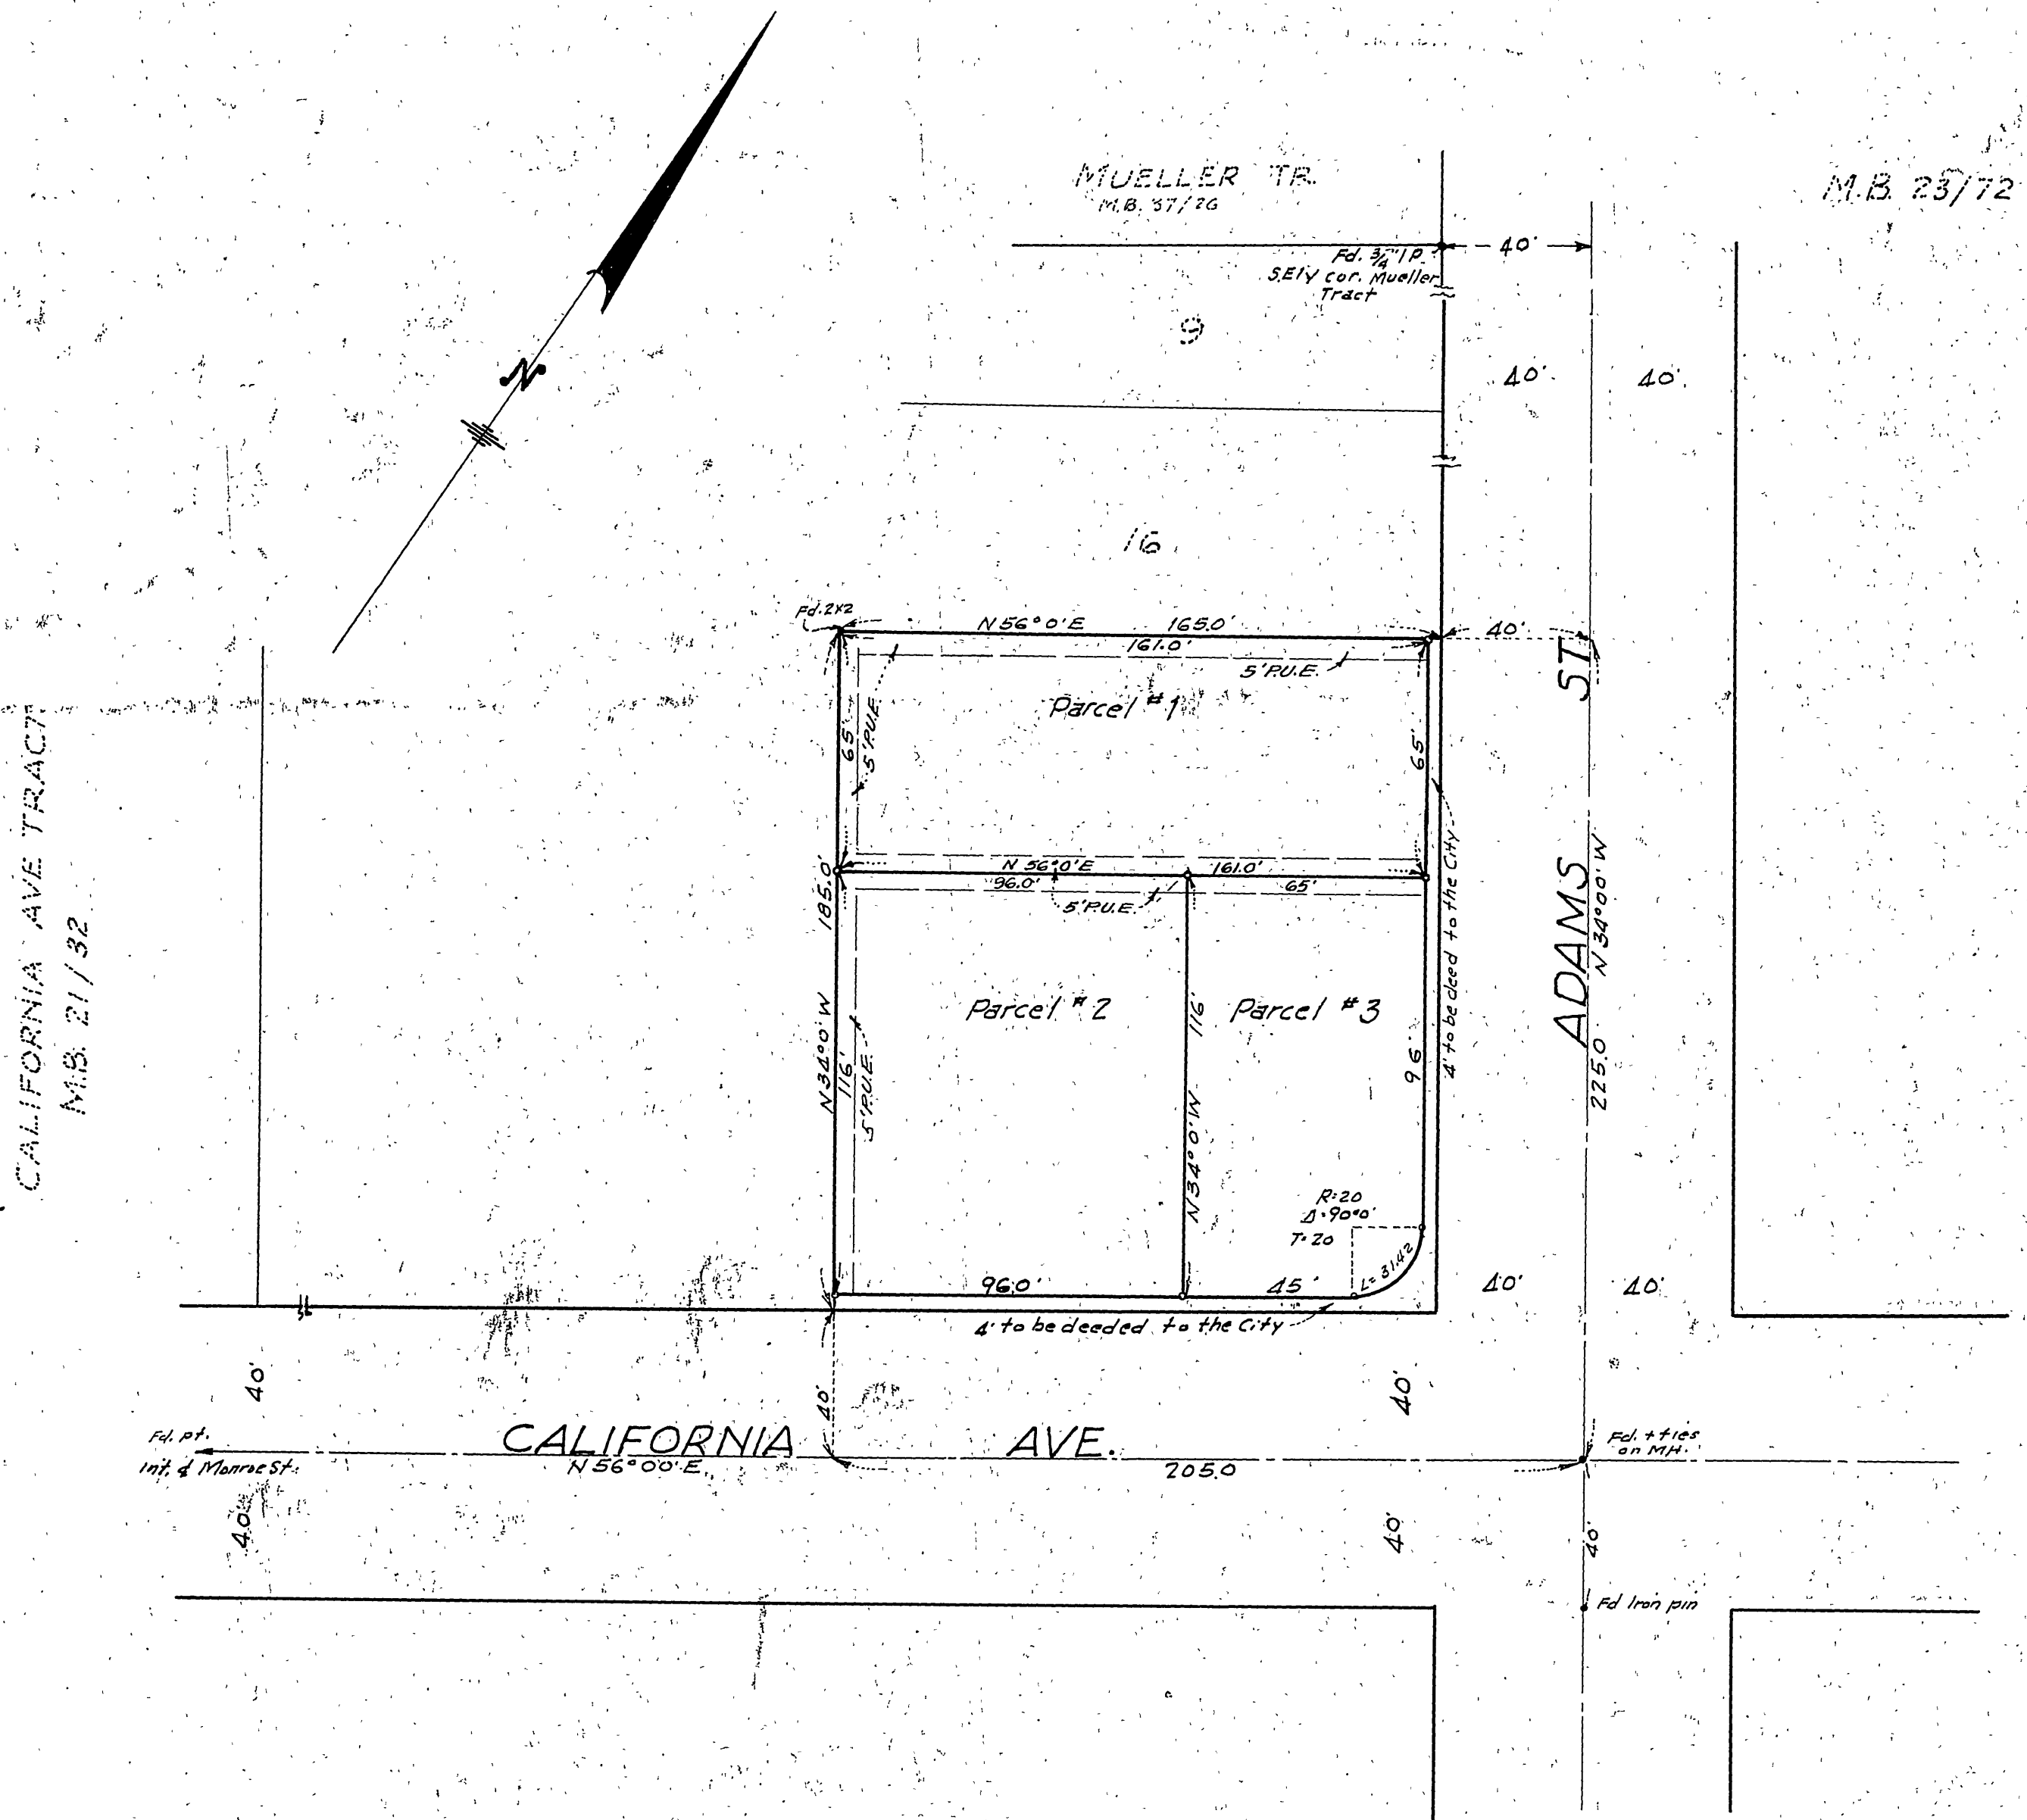 MUELLER TR.
M.B. 37/26
M.B. 23/72
40'
Fd. 3/4" I P.
S.E'ly cor. Mueller
Tract
9
40'
40'
N
16
Fd. 2x2
N 56° 0' E 165.0'
161.0'
40'
5' P.U.E.
Parcel #1
65'
5' P.U.E.
65'
ST.
CALIFORNIA AVE TRACT
M.B. 21/32
N 56° 0' E 161.0'
96.0'
65'
5' P.U.E.
185.0'
4' to be deed to the City
ADAMS
N 34° 00' W
225.0
Parcel #2
Parcel #3
N 34° 0' W
116'
5' P.U.E.
116'
N 34° 0' W
96'
R=20
Δ=90°0'
T=20
L=31.42
96.0'
45'
40'
40'
4' to be deeded to the City
40'
40'
40'
CALIFORNIA AVE.
N 56° 00' E
205.0
Fd. pt.
Int. ¢ Monroe St.
Fd. + ties
on MH.
40'
40'
40'
Fd Iron pin